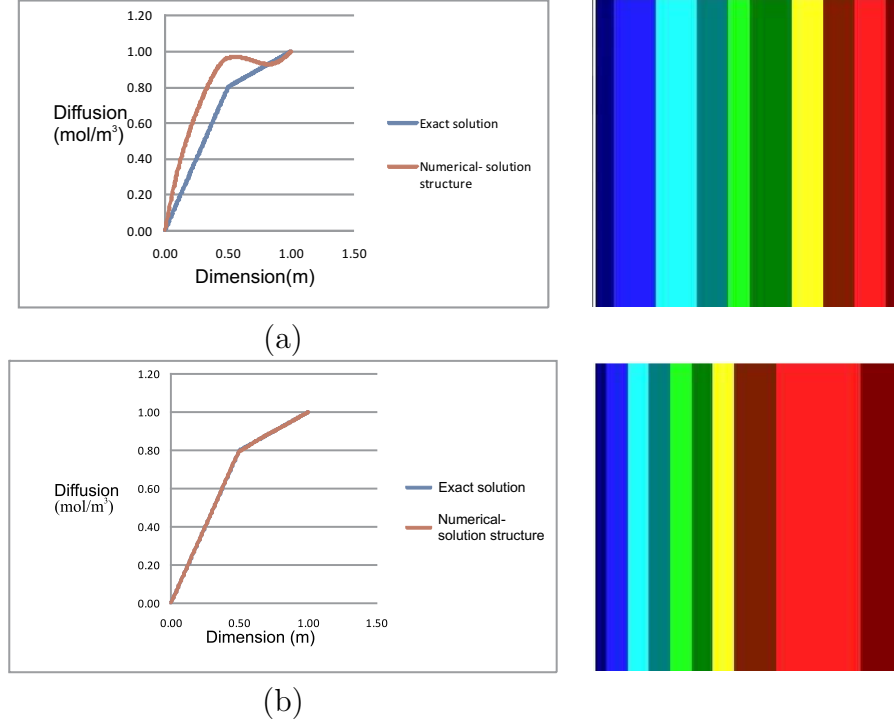 1.20
1.00
0.80
0.60
0.40
0.20
0.00
Diffusion
(mol/m³)
0.00 0.50 1.00 1.50
Dimension(m)
Exact solution
Numerical- solution
structure
(a)
1.20
1.00
0.80
0.60
0.40
0.20
0.00
Diffusion
(mol/m³)
0.00 0.50 1.00 1.50
Dimension (m)
Exact solution
Numerical-
solution structure
(b)